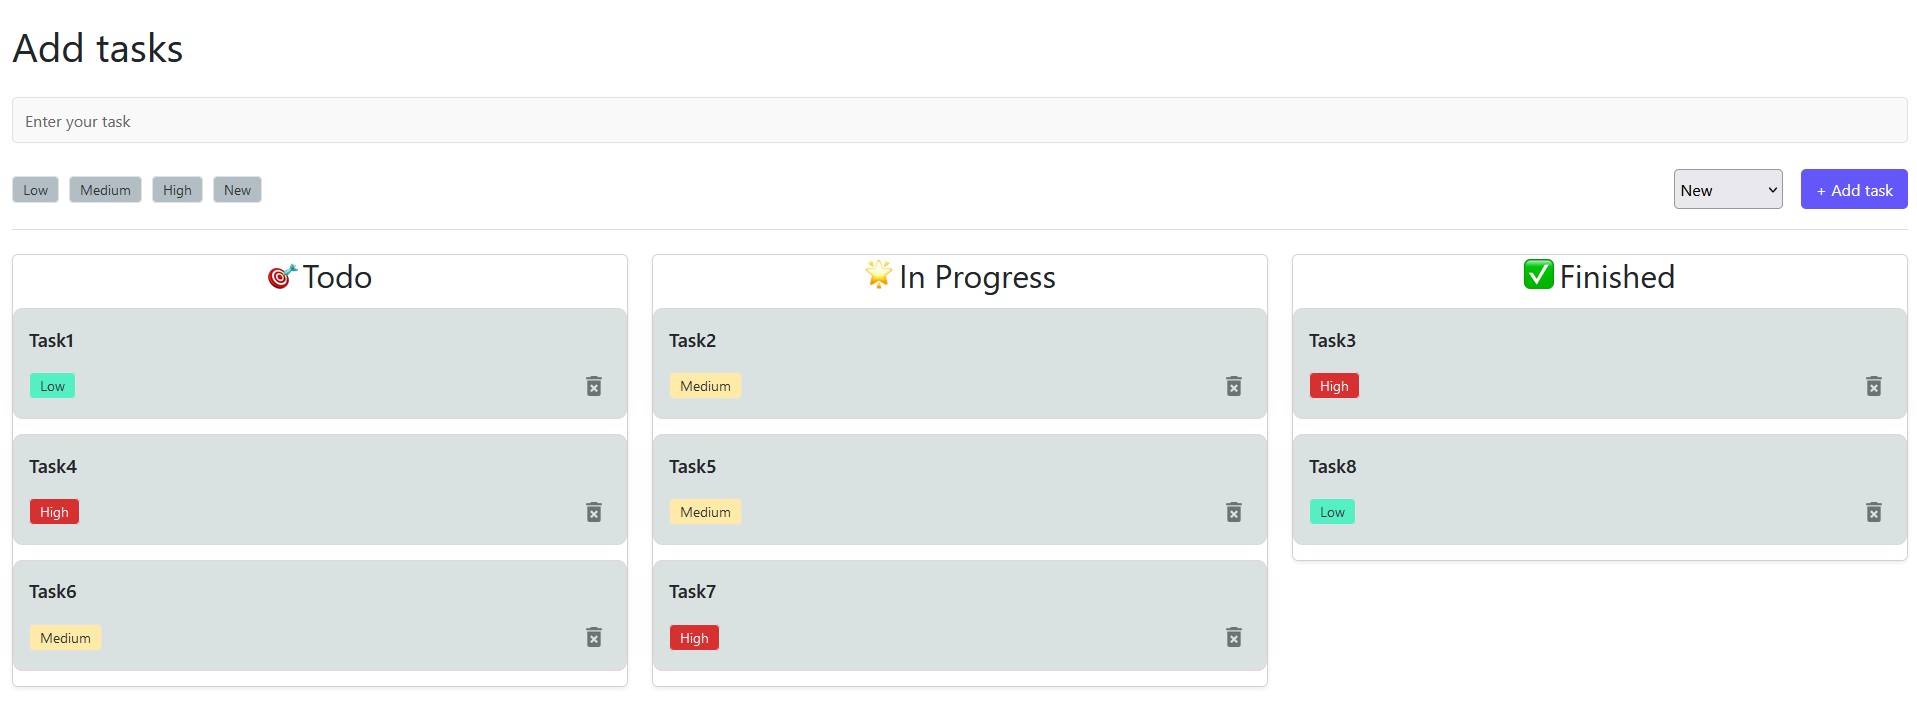 Add tasks
Enter your task
Low Medium High New
New
+ Add task
Todo
Task1
Low
Task4
High
Task6
Medium
In Progress
Task2
Medium
Task5
Medium
Task7
High
Finished
Task3
High
Task8
Low